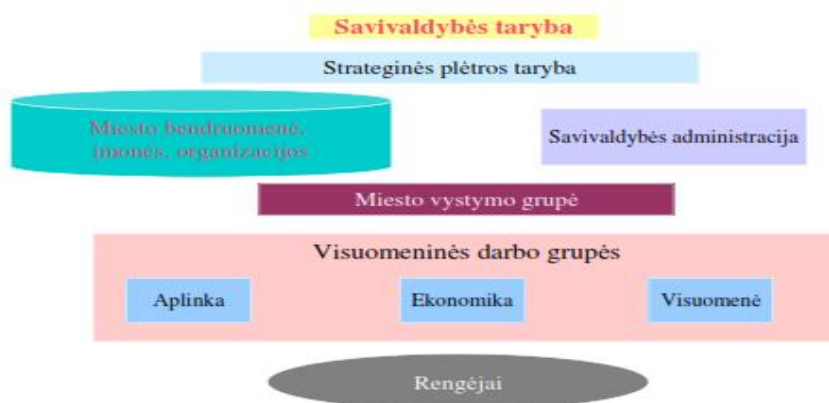 Savivaldybės taryba
Strateginės plėtros taryba
Miesto bendruomenė,
įmonės, organizacijos
Savivaldybės administracija
Miesto vystymo grupė
Visuomeninės darbo grupės
Aplinka
Ekonomika
Visuomenė
Rengėjai